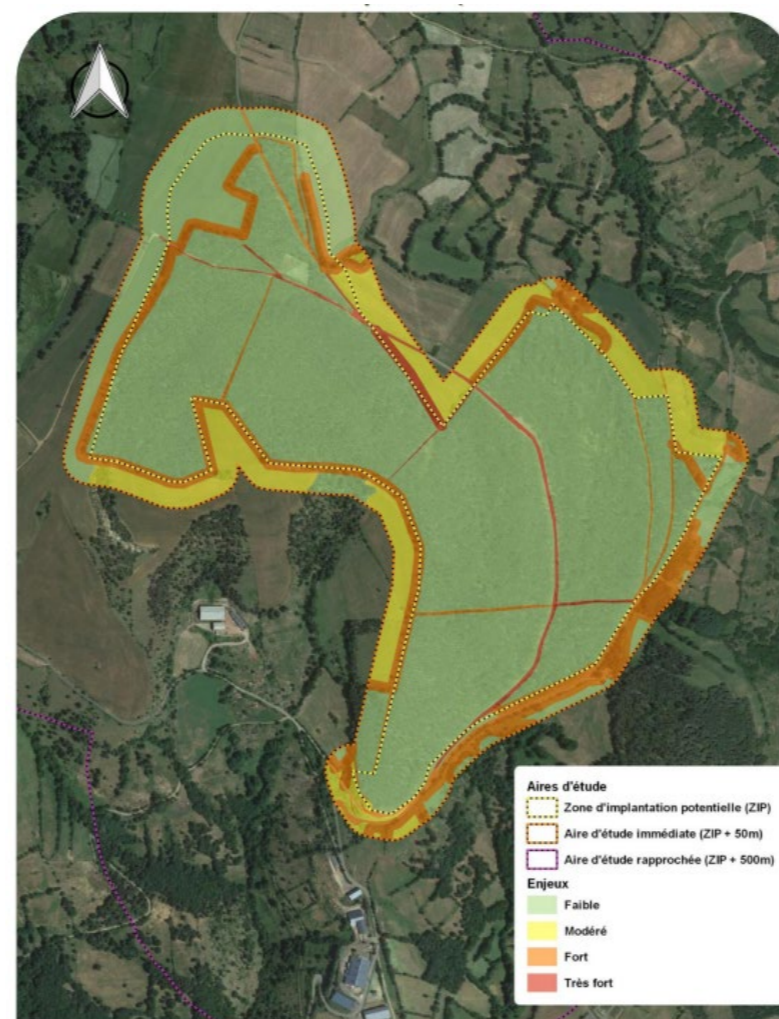 Aires d'étude
Zone d'implantation potentielle (ZIP)
Aire d'étude immédiate (ZIP + 50m)
Aire d'étude rapprochée (ZIP + 500m)
Enjeux
Faible
Modéré
Fort
Très fort